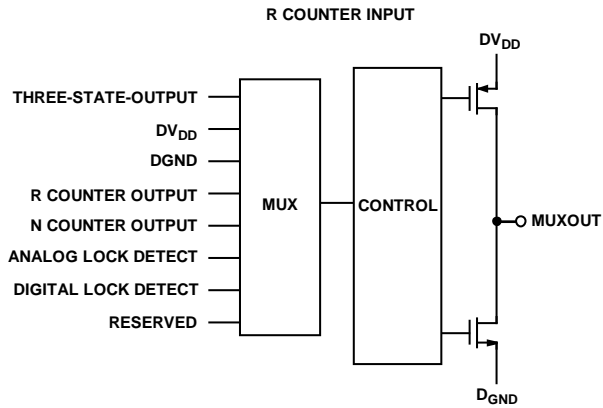 R COUNTER INPUT
DVDD
THREE-STATE-OUTPUT
DVDD
DGND
R COUNTER OUTPUT
MUX
CONTROL
MUXOUT
N COUNTER OUTPUT
ANALOG LOCK DETECT
DIGITAL LOCK DETECT
RESERVED
DGND